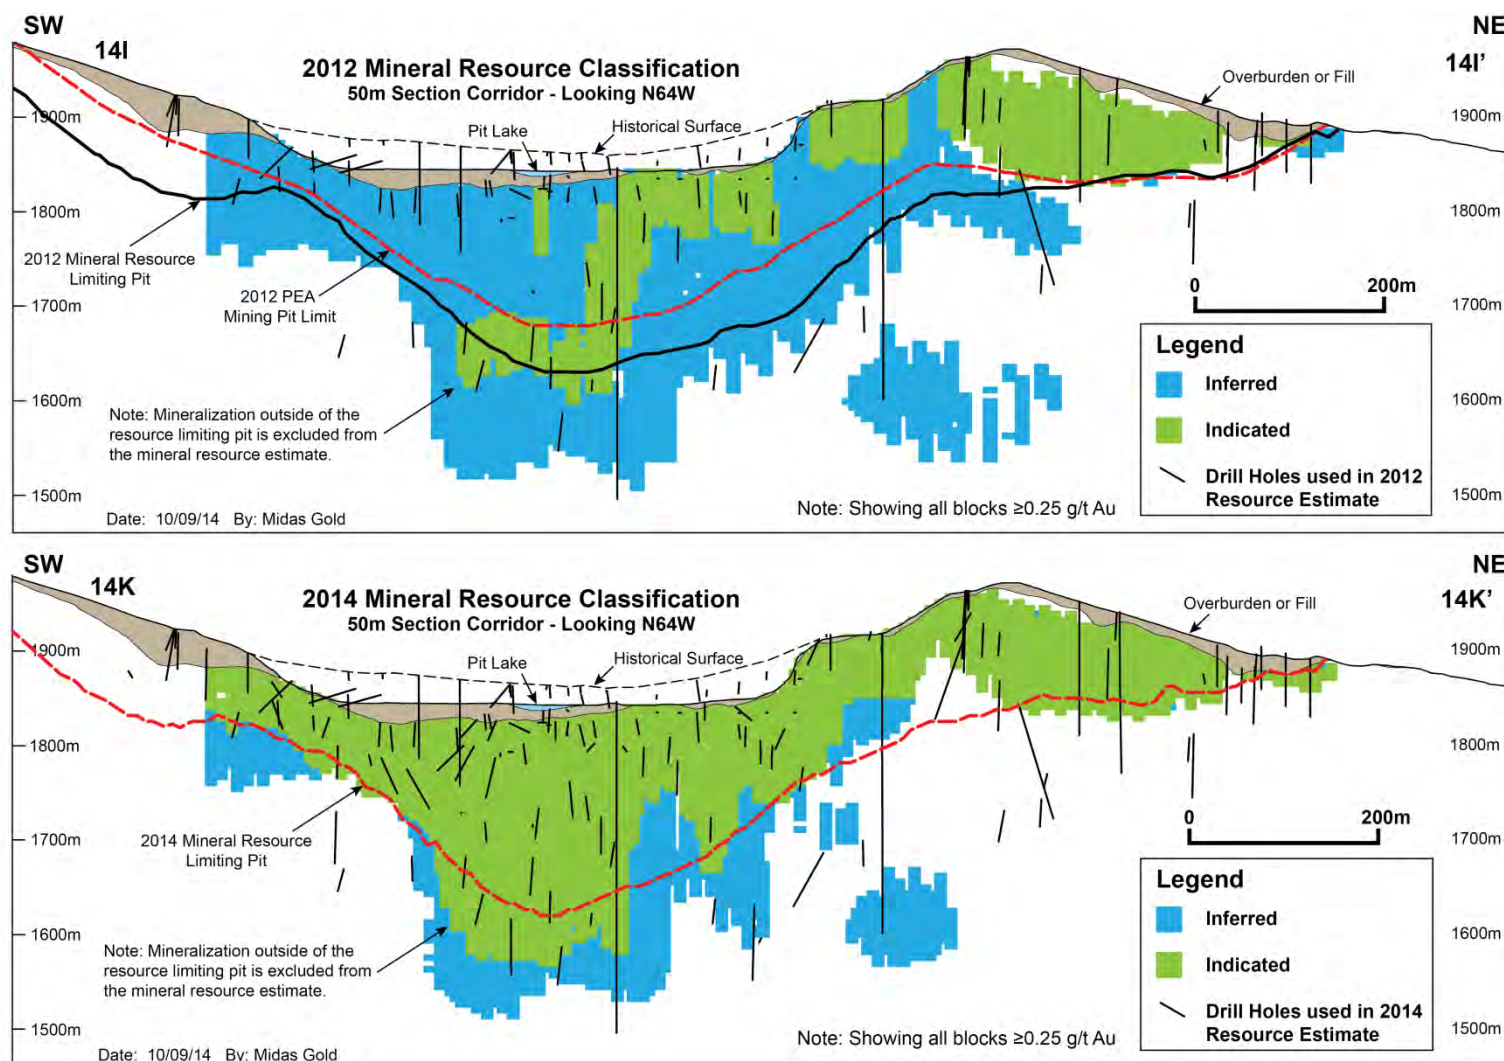 SW
NE
14I
14I'
2012 Mineral Resource Classification
50m Section Corridor - Looking N64W
Overburden or Fill
Pit Lake
Historical Surface
1900m
1900m
1800m
1800m
2012 Mineral Resource
Limiting Pit
2012 PEA
Mining Pit Limit
0
200m
1700m
1700m
Legend
Inferred
Indicated
Drill Holes used in 2012
Resource Estimate
1600m
1600m
Note: Mineralization outside of the
resource limiting pit is excluded from
the mineral resource estimate.
1500m
1500m
Note: Showing all blocks ≥0.25 g/t Au
Date: 10/09/14 By: Midas Gold
SW
NE
14K
14K'
2014 Mineral Resource Classification
50m Section Corridor - Looking N64W
Overburden or Fill
Pit Lake
Historical Surface
1900m
1900m
1800m
1800m
0
200m
2014 Mineral Resource
Limiting Pit
1700m
1700m
Legend
Inferred
Indicated
Drill Holes used in 2014
Resource Estimate
1600m
1600m
Note: Mineralization outside of the
resource limiting pit is excluded from
the mineral resource estimate.
1500m
1500m
Note: Showing all blocks ≥0.25 g/t Au
Date: 10/09/14 By: Midas Gold